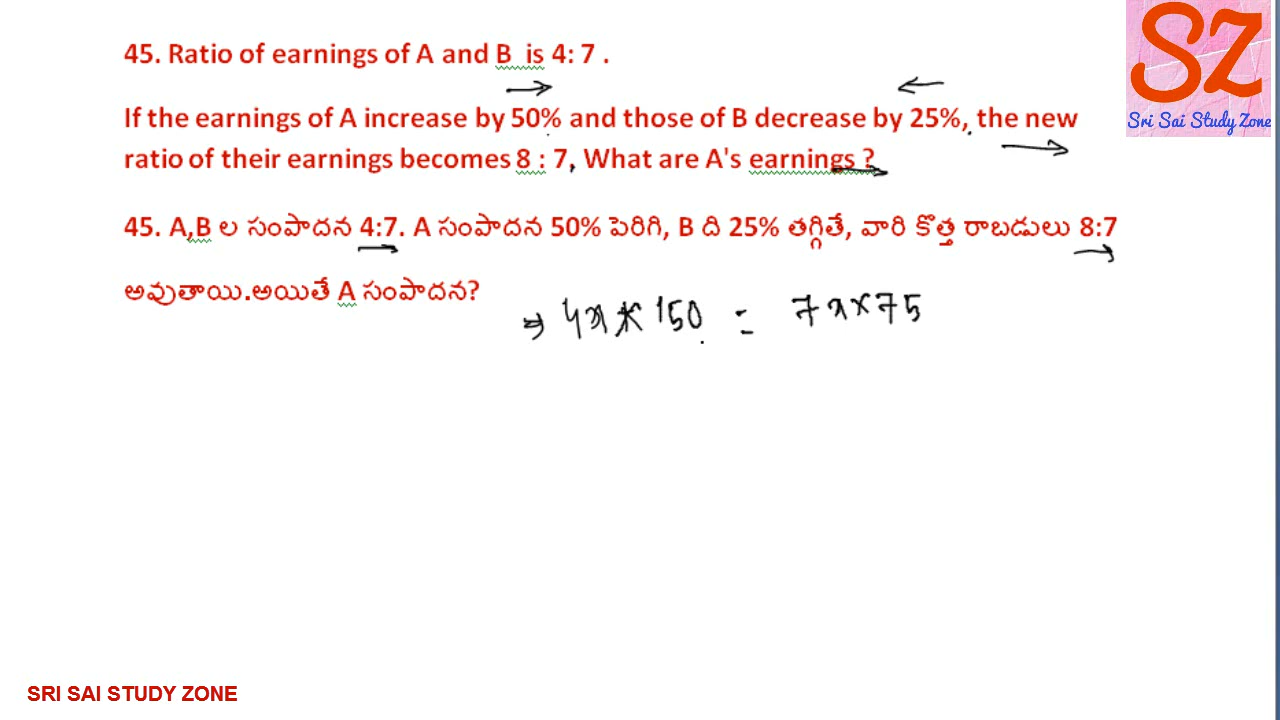 SZ
Sri Sai Study Zone
45. Ratio of earnings of A and B is 4: 7 .
If the earnings of A increase by 50% and those of B decrease by 25%, the new
ratio of their earnings becomes 8 : 7, What are A's earnings ?
45. A,B ల సంపాదన 4:7. A సంపాదన 50% పెరిగి, B ది 25% తగ్గితే, వారి కొత్త రాబడులు 8:7
అవుతాయి.అయితే A సంపాదన?
⇒ 4x × 150 = 7x × 75
SRI SAI STUDY ZONE